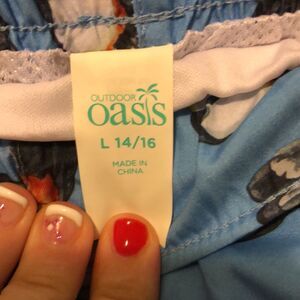 OUTDOOR
oasis
L 14/16
MADE IN
CHINA